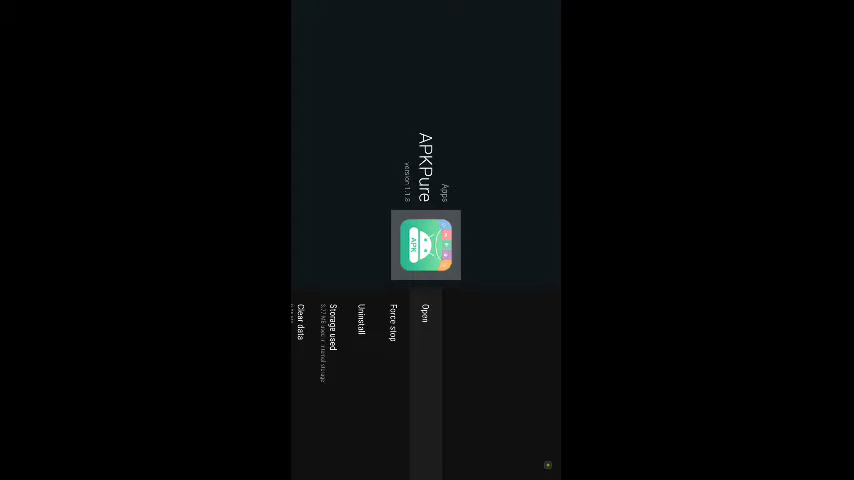 Apps
APKPure
version 1.1.8
APK
Open
Force stop
Uninstall
Storage used
Clear data